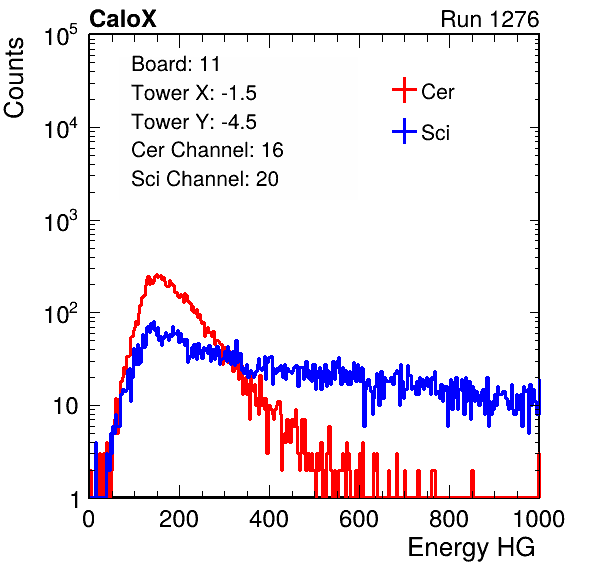 CaloX Run 1276
Counts
10^5
10^4
10^3
10^2
10
1
Board: 11
Tower X: -1.5
Tower Y: -4.5
Cer Channel: 16
Sci Channel: 20
Cer
Sci
0 200 400 600 800 1000
Energy HG